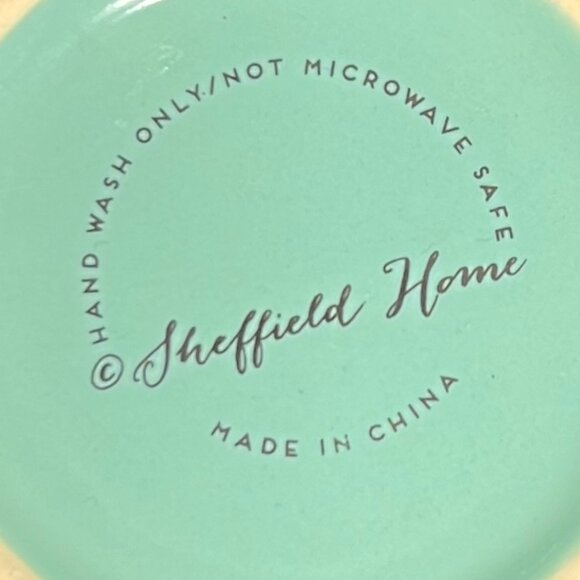 HAND WASH ONLY./NOT MICROWAVE SAFE
© Sheffield Home
MADE IN CHINA